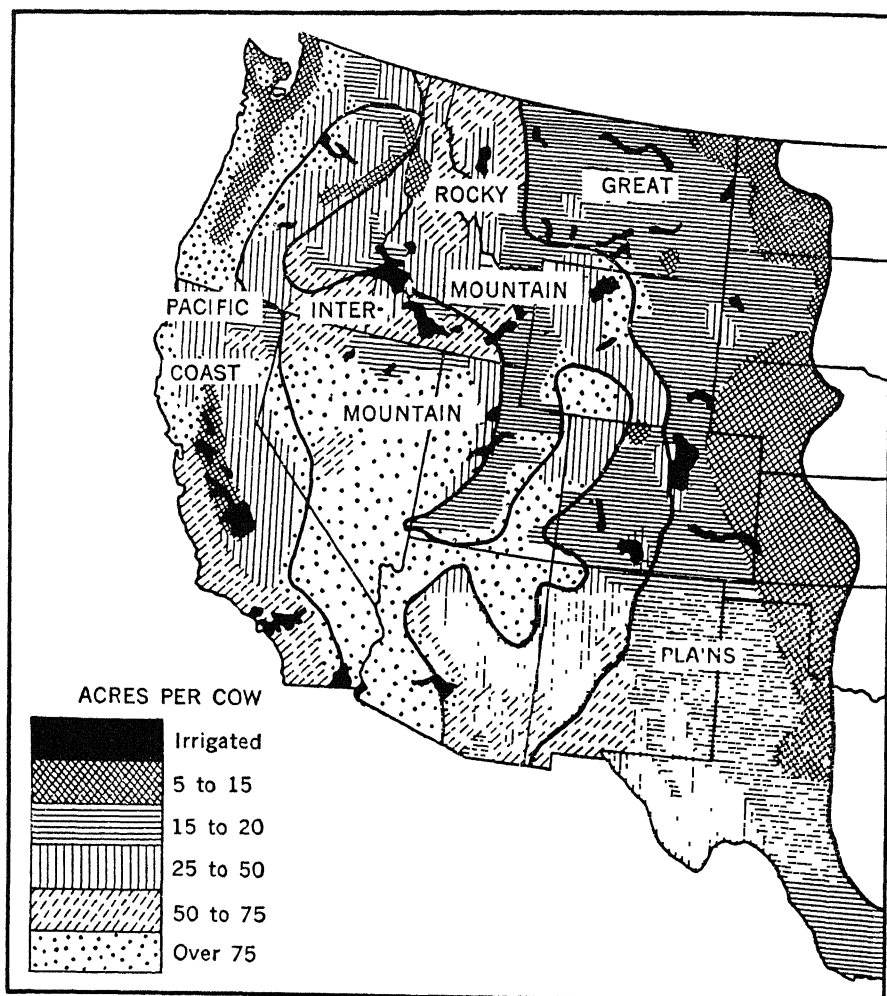 ROCKY
GREAT
MOUNTAIN
PACIFIC
INTER-
COAST
MOUNTAIN
PLAINS
ACRES PER COW
Irrigated
5 to 15
15 to 20
25 to 50
50 to 75
Over 75